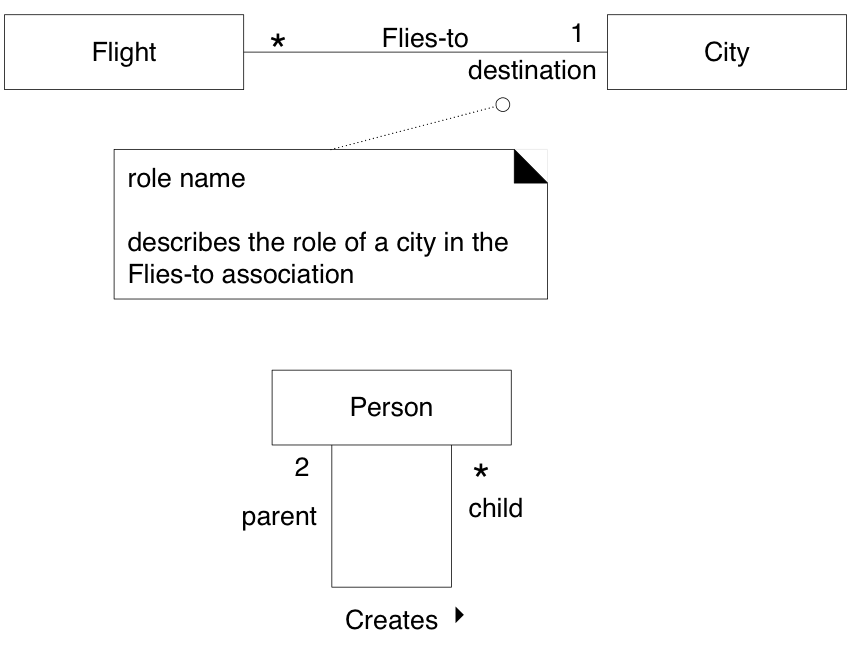 Flight
*
Flies-to
1
destination
City
role name
describes the role of a city in the
Flies-to association
Person
2
*
parent
child
Creates